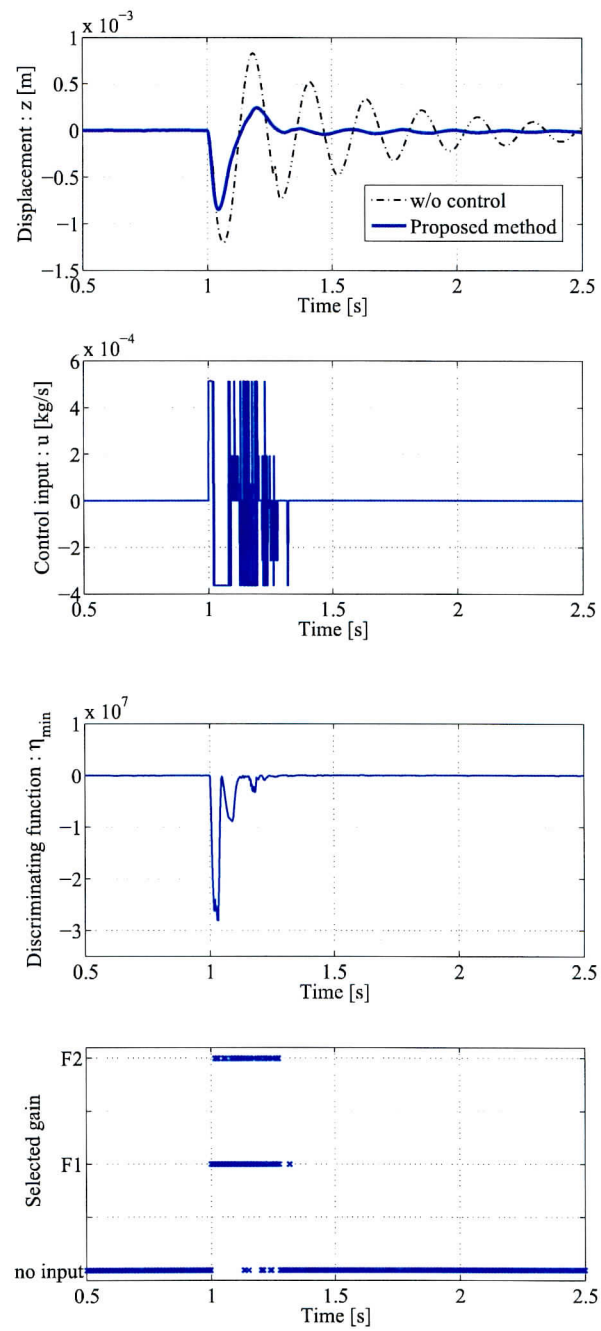 x 10⁻³
1
0.5
0
−0.5
−1
−1.5
Displacement : z [m]
w/o control
Proposed method
0.5 1 1.5 2 2.5
Time [s]
x 10⁻⁴
6
4
2
0
−2
−4
Control input : u [kg/s]
0.5 1 1.5 2 2.5
Time [s]
x 10⁷
1
0
−1
−2
−3
Discriminating function : η_min
0.5 1 1.5 2 2.5
Time [s]
F2
F1
no input
Selected gain
0.5 1 1.5 2 2.5
Time [s]